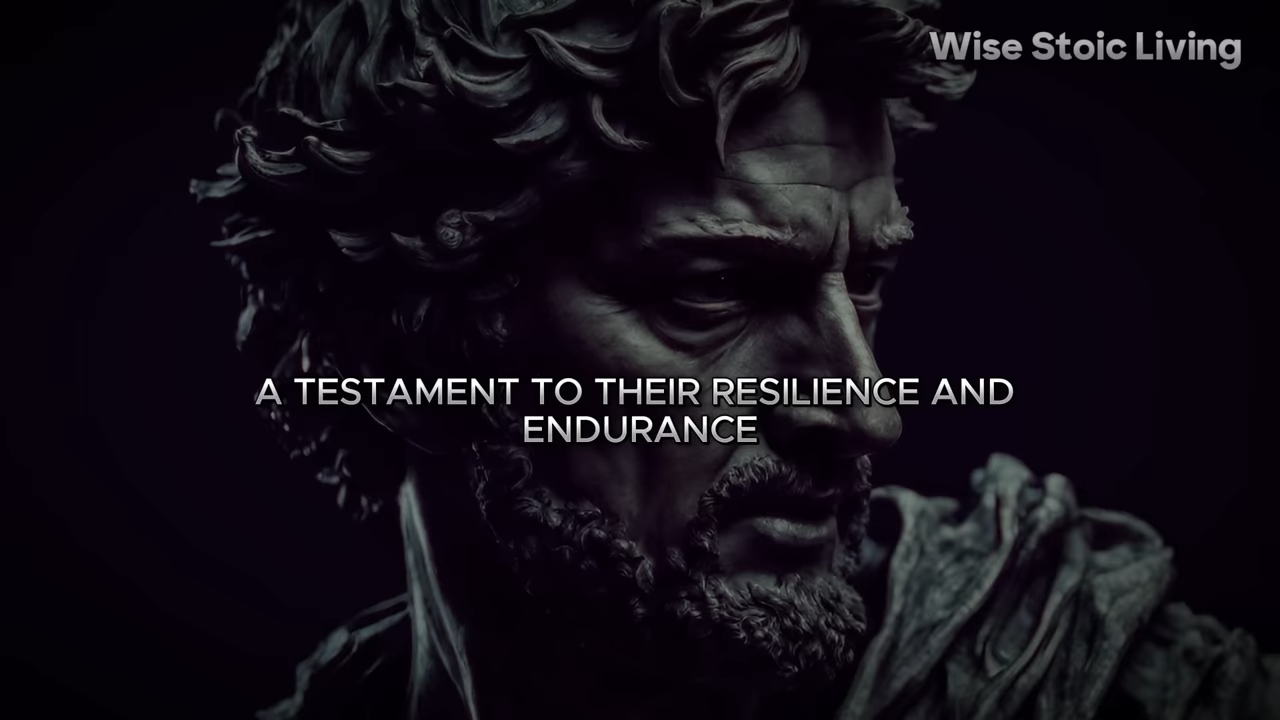 Wise Stoic Living
A TESTAMENT TO THEIR RESILIENCE AND
ENDURANCE